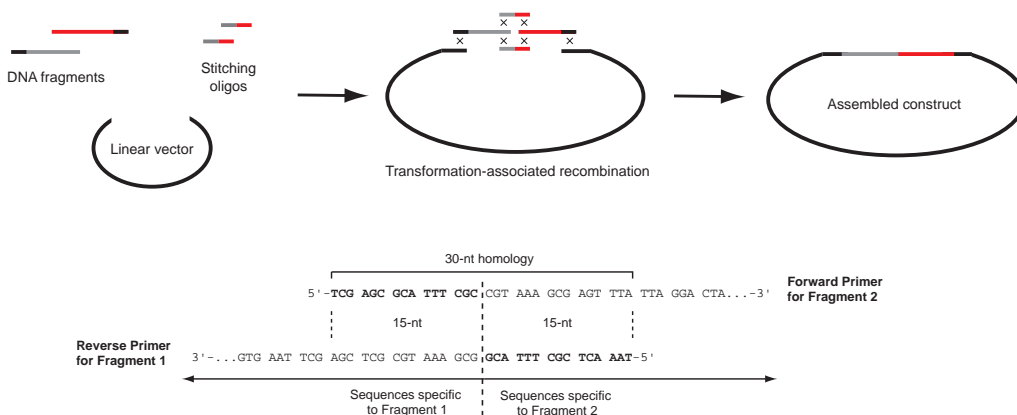 DNA fragments
Stitching
oligos
Linear vector
Transformation-associated recombination
Assembled construct
30-nt homology
5'-TCG AGC GCA TTT CGC CGT AAA GCG AGT TTA TTA GGA CTA...-3'
Forward Primer
for Fragment 2
15-nt 15-nt
Reverse Primer
for Fragment 1
3'-...GTG AAT TCG AGC TCG CGT AAA GCG GCA TTT CGC TCA AAT-5'
Sequences specific
to Fragment 1
Sequences specific
to Fragment 2